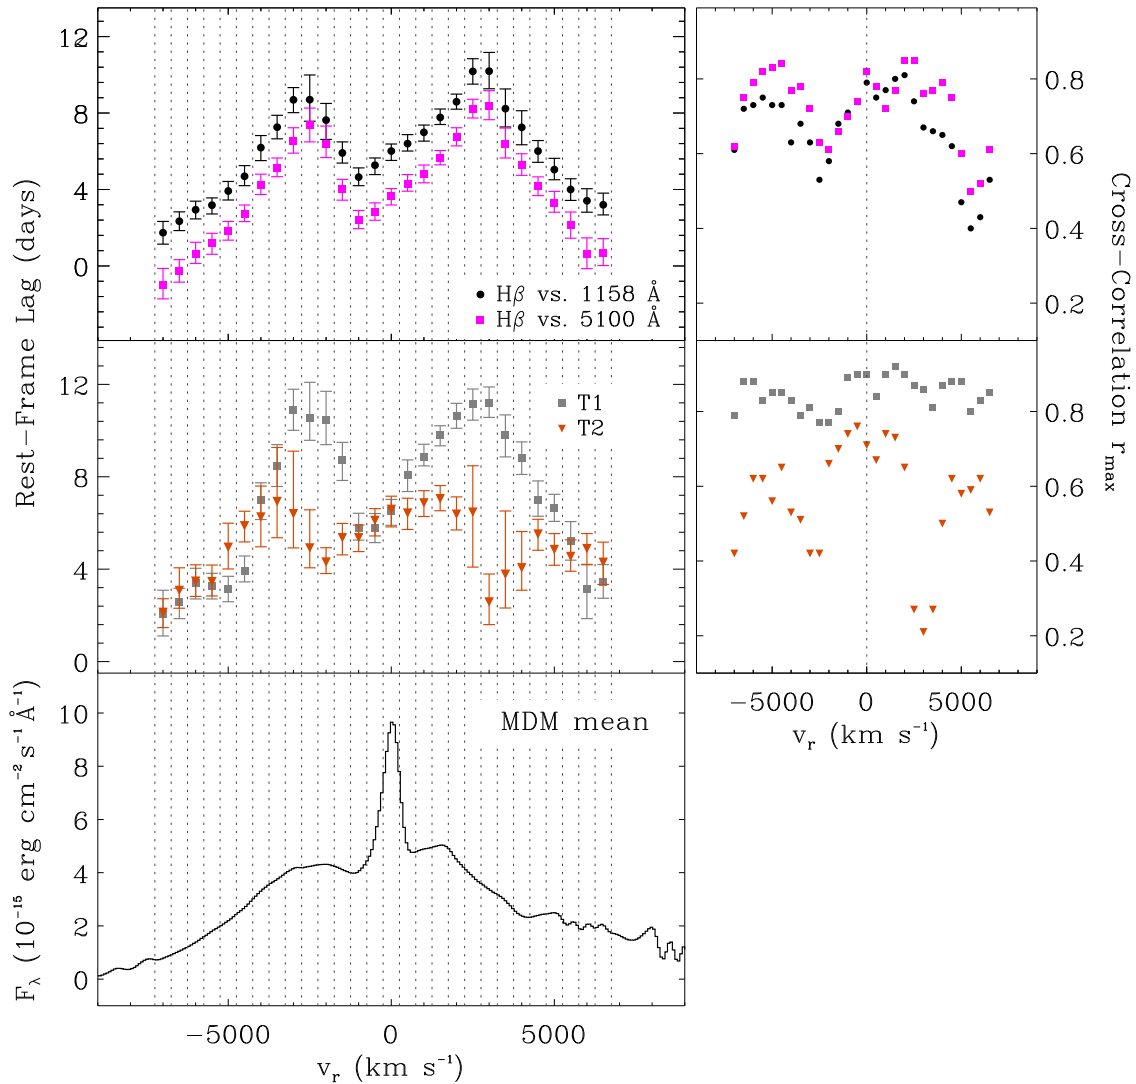 12
8
4
0
Rest−Frame Lag (days)
Hβ vs. 1158 Å
Hβ vs. 5100 Å
0.8
0.6
0.4
0.2
Cross−Correlation r_max
12
8
4
0
T1
T2
0.8
0.6
0.4
0.2
−5000 0 5000
v_r (km s⁻¹)
MDM mean
10
8
6
4
2
0
F_λ (10⁻¹⁵ erg cm⁻² s⁻¹ Å⁻¹)
−5000 0 5000
v_r (km s⁻¹)